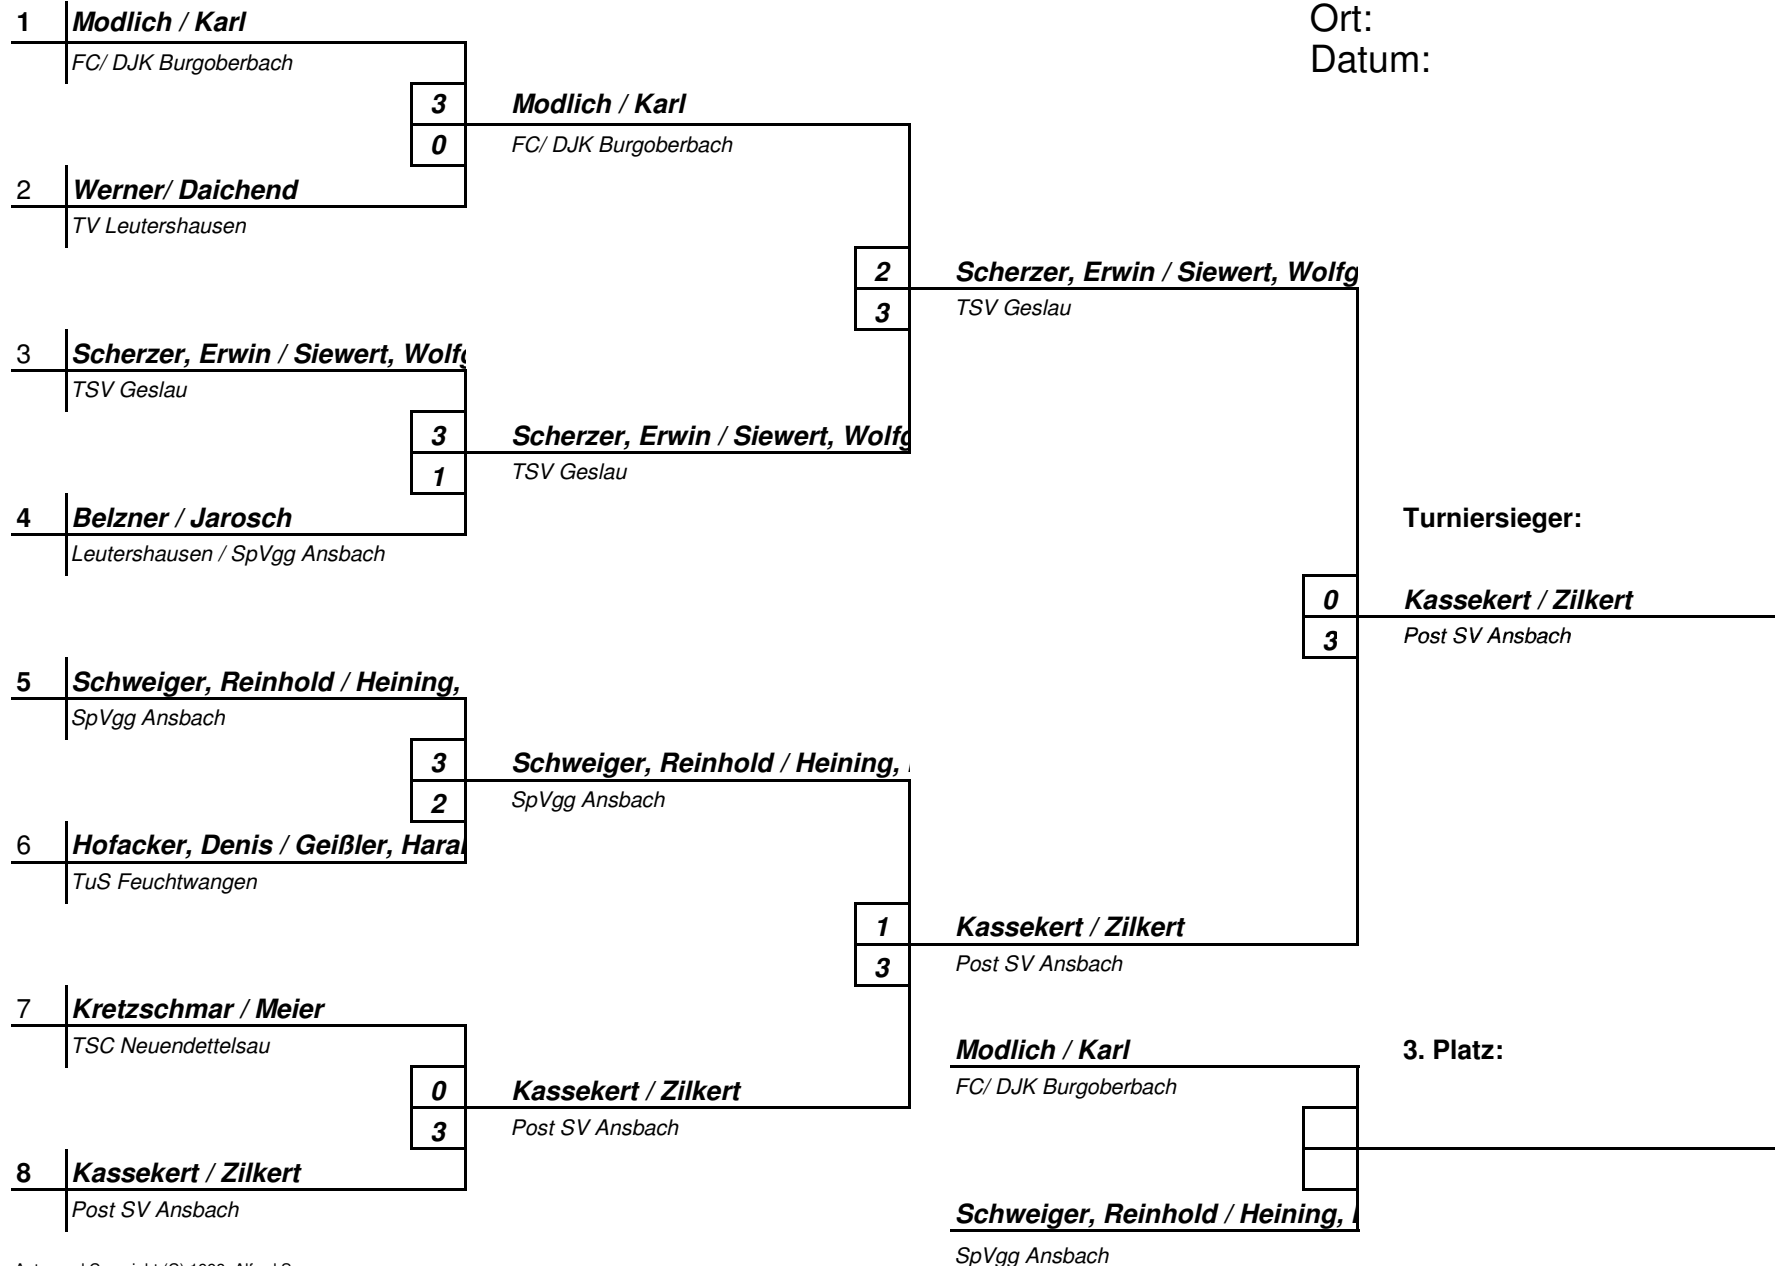 Ort:
Datum:
1 Modlich / Karl
FC/ DJK Burgoberbach
3 Modlich / Karl
0 FC/ DJK Burgoberbach
2 Werner/ Daichend
TV Leutershausen
2 Scherzer, Erwin / Siewert, Wolfg
3 TSV Geslau
3 Scherzer, Erwin / Siewert, Wolfg
TSV Geslau
3 Scherzer, Erwin / Siewert, Wolfg
1 TSV Geslau
4 Belzner / Jarosch
Leutershausen / SpVgg Ansbach
Turniersieger:
0 Kassekert / Zilkert
3 Post SV Ansbach
5 Schweiger, Reinhold / Heining,
SpVgg Ansbach
3 Schweiger, Reinhold / Heining,
2 SpVgg Ansbach
6 Hofacker, Denis / Geißler, Haral
TuS Feuchtwangen
1 Kassekert / Zilkert
3 Post SV Ansbach
7 Kretzschmar / Meier
TSC Neuendettelsau
Modlich / Karl 3. Platz:
FC/ DJK Burgoberbach
0 Kassekert / Zilkert
3 Post SV Ansbach
8 Kassekert / Zilkert
Post SV Ansbach
Schweiger, Reinhold / Heining,
SpVgg Ansbach